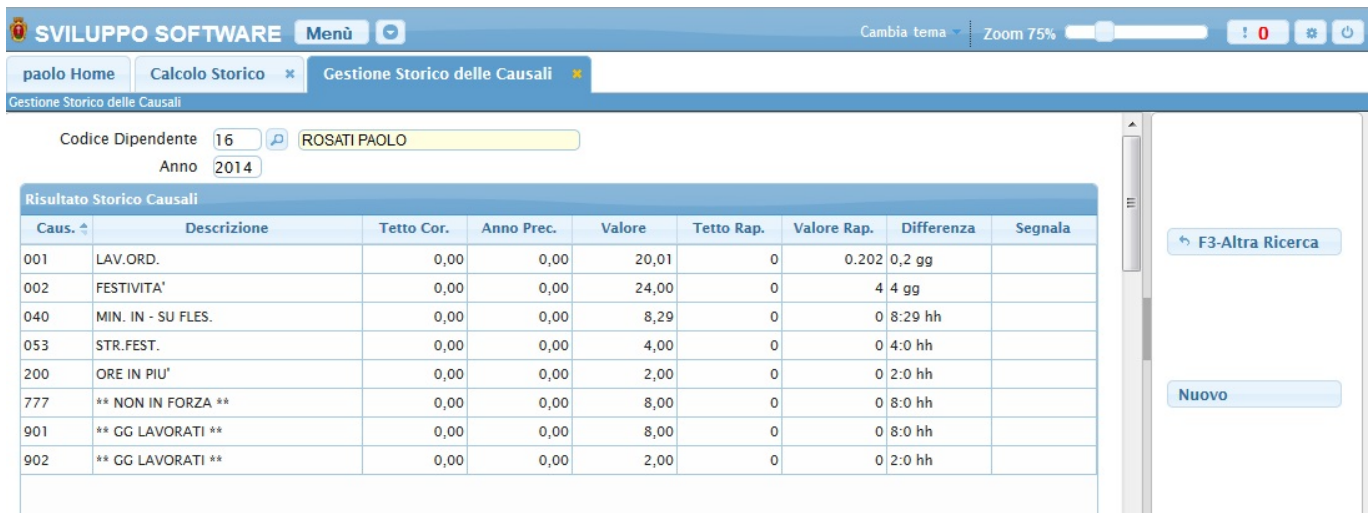 SVILUPPO SOFTWARE Menù Cambia tema Zoom 75% ! 0
paolo Home Calcolo Storico × Gestione Storico delle Causali ×
Gestione Storico delle Causali
Codice Dipendente 16 ROSATI PAOLO
Anno 2014
Risultato Storico Causali
Caus. Descrizione Tetto Cor. Anno Prec. Valore Tetto Rap. Valore Rap. Differenza Segnala
001 LAV.ORD. 0,00 0,00 20,01 0 0.202 0,2 gg
002 FESTIVITA' 0,00 0,00 24,00 0 4 4 gg
040 MIN. IN - SU FLES. 0,00 0,00 8,29 0 0 8:29 hh
053 STR.FEST. 0,00 0,00 4,00 0 0 4:0 hh
200 ORE IN PIU' 0,00 0,00 2,00 0 0 2:0 hh
777 ** NON IN FORZA ** 0,00 0,00 8,00 0 0 8:0 hh
901 ** GG LAVORATI ** 0,00 0,00 8,00 0 0 8:0 hh
902 ** GG LAVORATI ** 0,00 0,00 2,00 0 0 2:0 hh
F3-Altra Ricerca
Nuovo